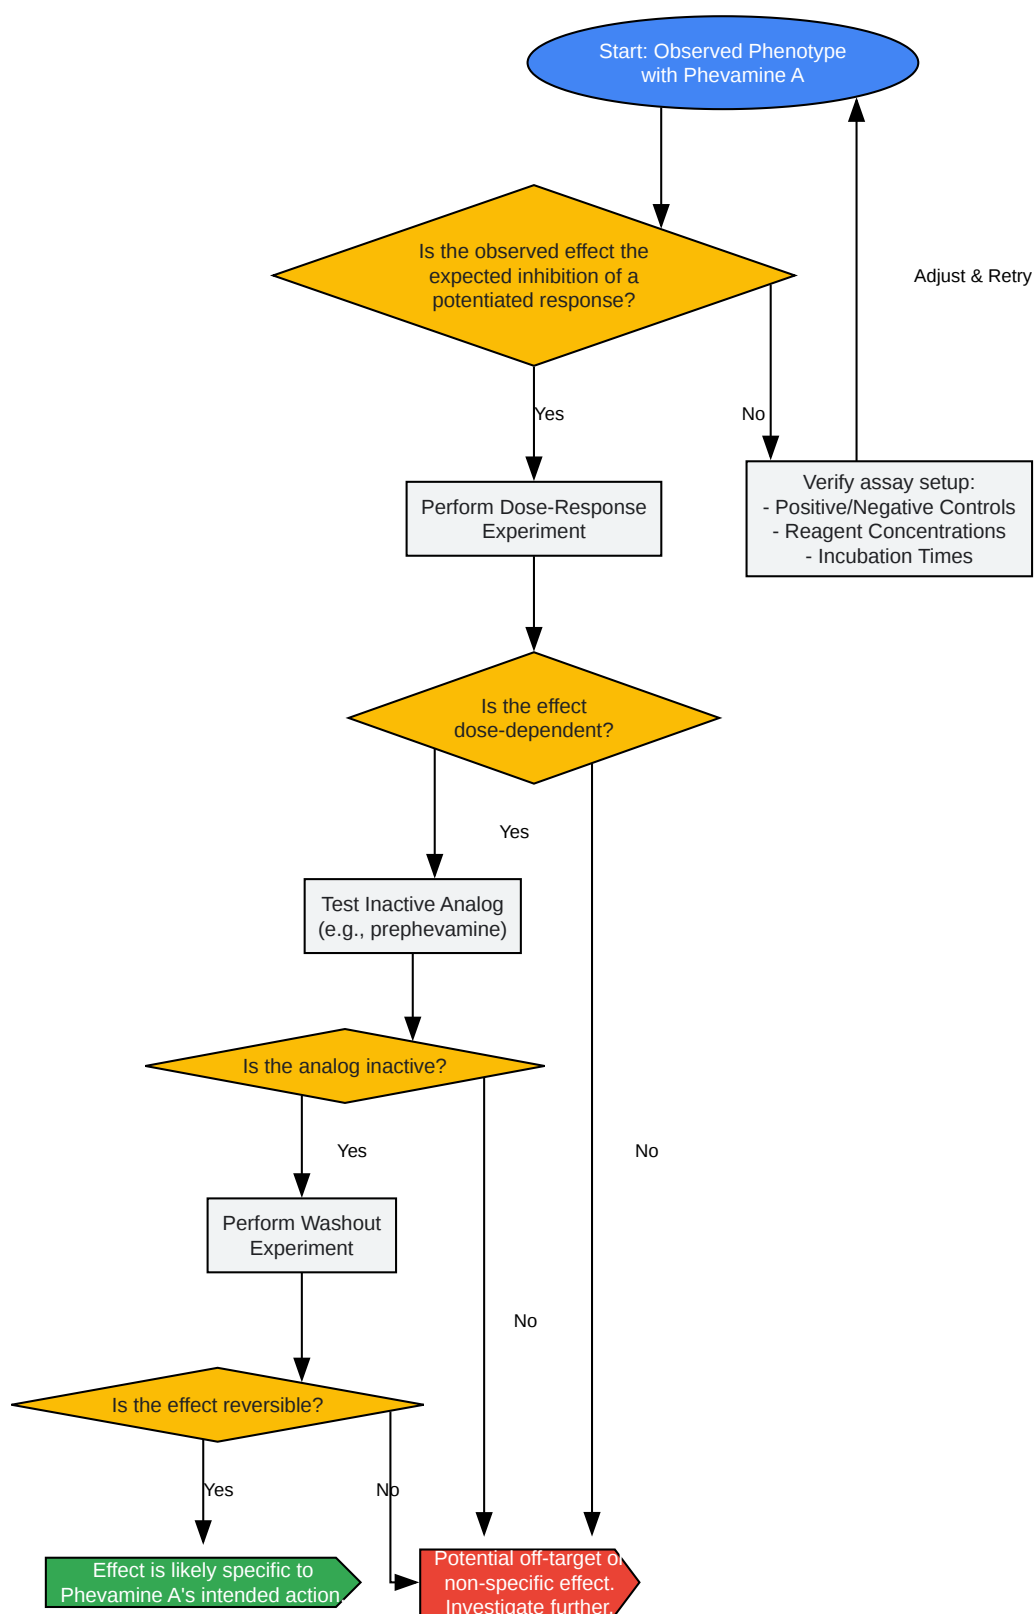 Start: Observed Phenotype
with Phevamine A
Is the observed effect the
expected inhibition of a
potentiated response?
Adjust & Retry
Yes
No
Verify assay setup:
- Positive/Negative Controls
- Reagent Concentrations
- Incubation Times
Perform Dose-Response
Experiment
Is the effect
dose-dependent?
Yes
Test Inactive Analog
(e.g., prephevamine)
Is the analog inactive?
Yes
No
Perform Washout
Experiment
No
Is the effect reversible?
Yes
No
Effect is likely specific to
Phevamine A's intended action.
Potential off-target or
non-specific effect.
Investigate further.